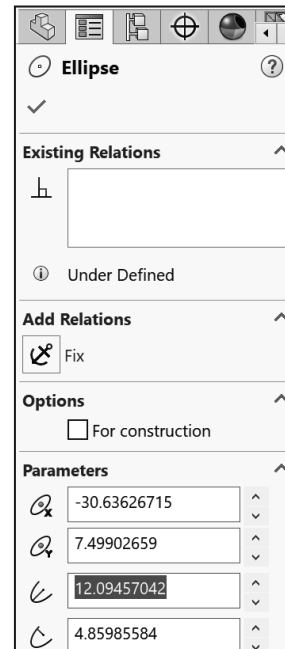 Ellipse
?
Existing Relations
Under Defined
Add Relations
Fix
Options
For construction
Parameters
-30.63626715
7.49902659
12.09457042
4.85985584